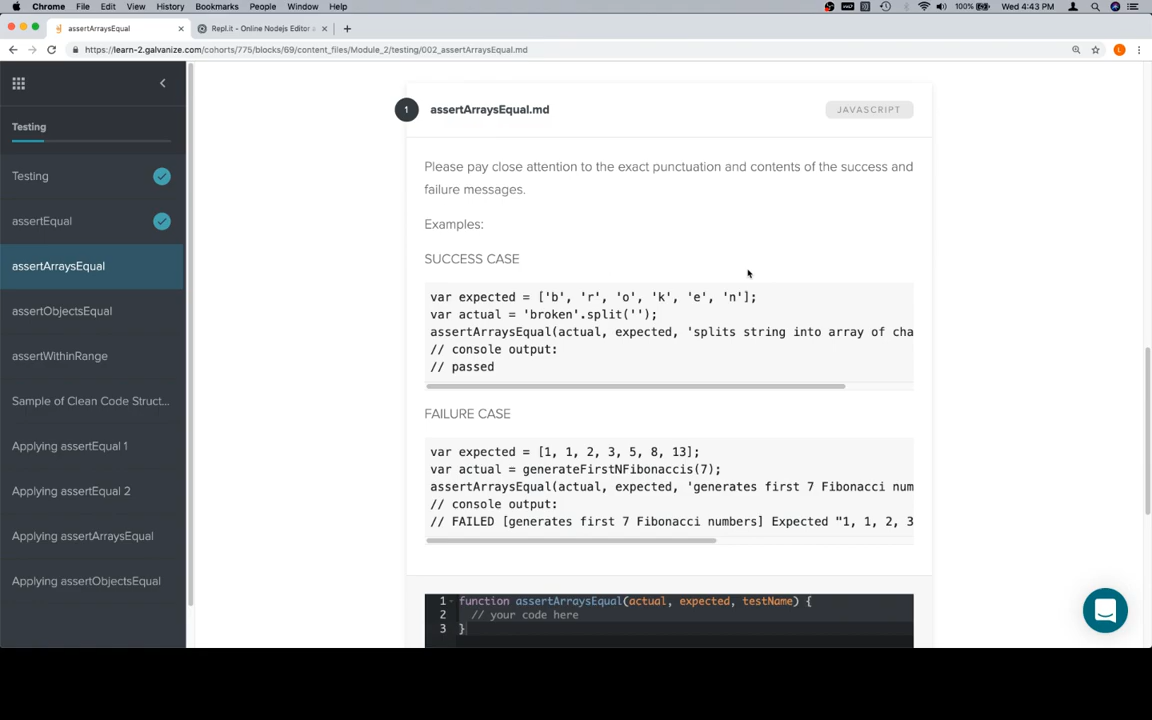 Chrome File Edit View History Bookmarks People Window Help 100% Wed 4:43 PM
assertArraysEqual × Repl.it - Online Nodejs Editor × +
https://learn-2.galvanize.com/cohorts/775/blocks/69/content_files/Module_2/testing/002_assertArraysEqual.md
L
Testing
Testing
assertEqual
assertArraysEqual
assertObjectsEqual
assertWithinRange
Sample of Clean Code Struct...
Applying assertEqual 1
Applying assertEqual 2
Applying assertArraysEqual
Applying assertObjectsEqual
1 assertArraysEqual.md JAVASCRIPT
Please pay close attention to the exact punctuation and contents of the success and
failure messages.
Examples:
SUCCESS CASE
var expected = ['b', 'r', 'o', 'k', 'e', 'n'];
var actual = 'broken'.split('');
assertArraysEqual(actual, expected, 'splits string into array of cha
// console output:
// passed
FAILURE CASE
var expected = [1, 1, 2, 3, 5, 8, 13];
var actual = generateFirstNFibonaccis(7);
assertArraysEqual(actual, expected, 'generates first 7 Fibonacci num
// console output:
// FAILED [generates first 7 Fibonacci numbers] Expected "1, 1, 2, 3
1 function assertArraysEqual(actual, expected, testName) {
2 // your code here
3 }